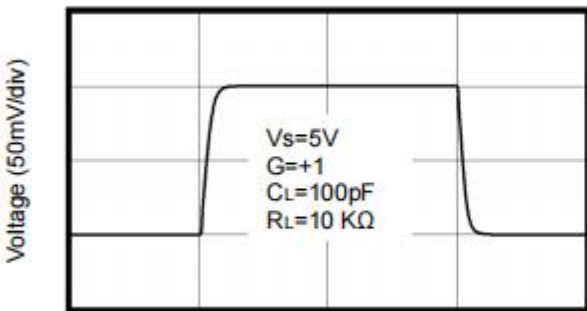 Voltage (50mV/div)
Vs=5V
G=+1
CL=100pF
RL=10 KΩ